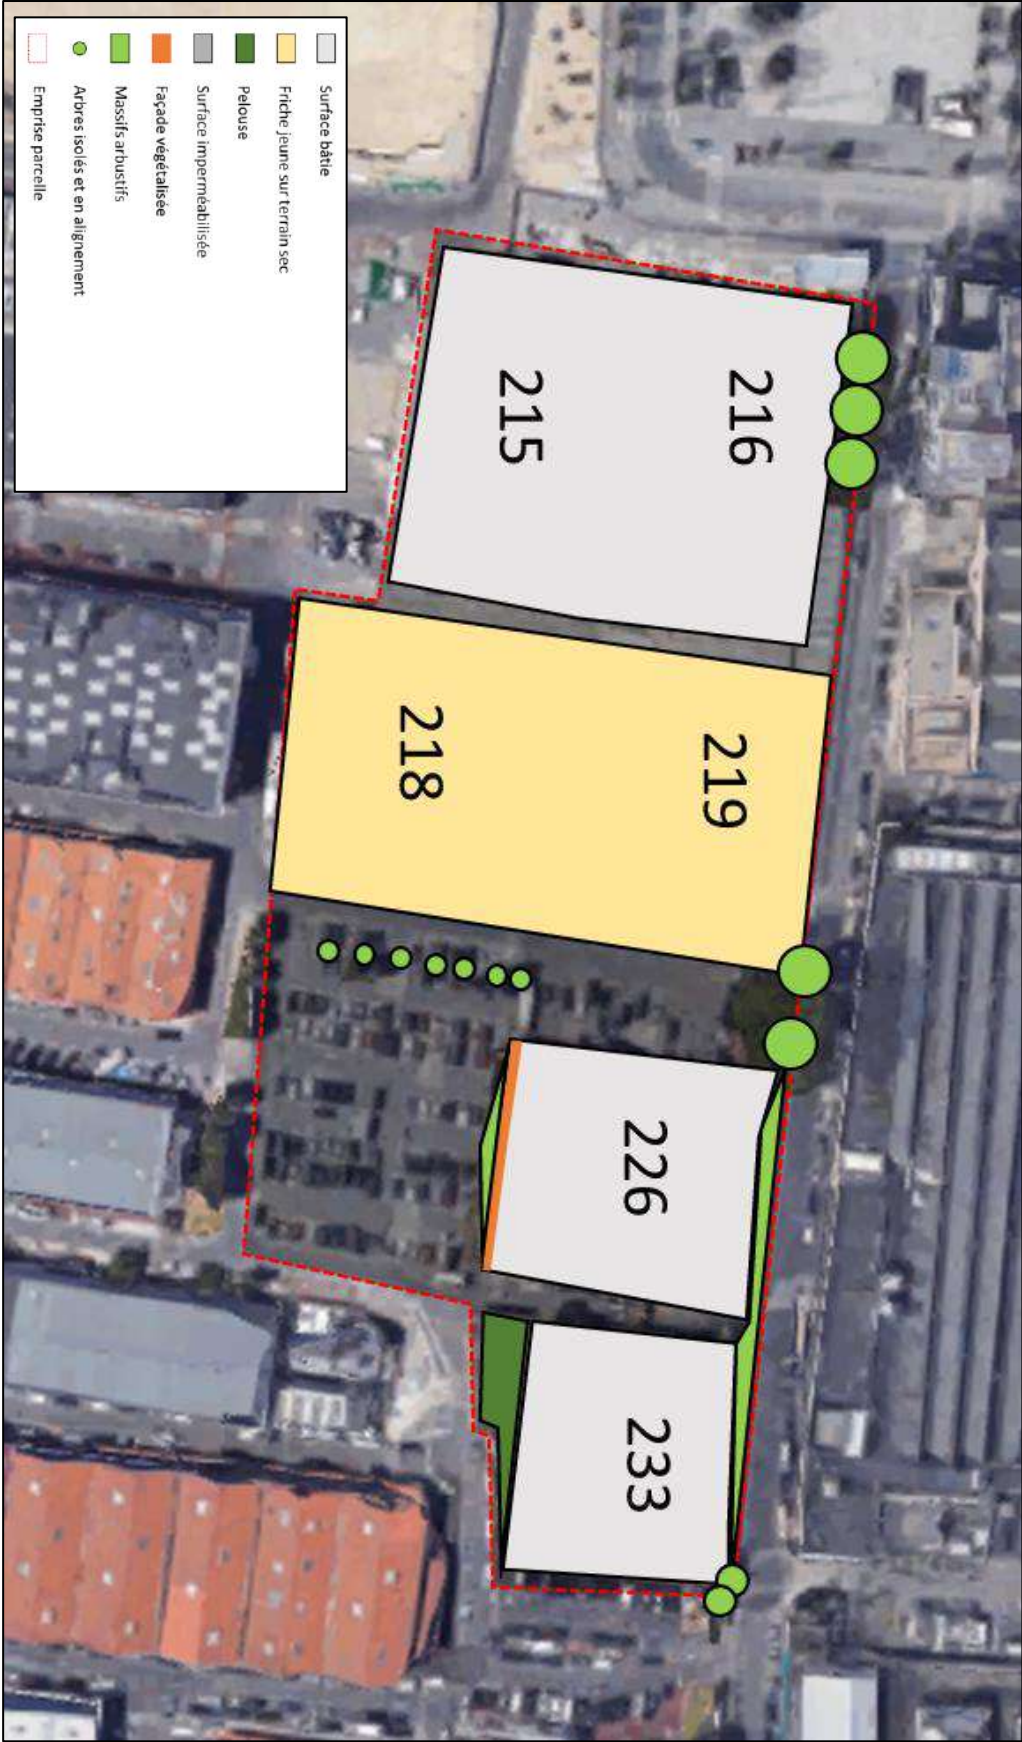 216
215
219
218
226
233
Surface bâtie
Friche jeune sur terrain sec
Pelouse
Surface imperméabilisée
Façade végétalisée
Massifs arbustifs
Arbres isolés et en alignement
Emprise parcelle